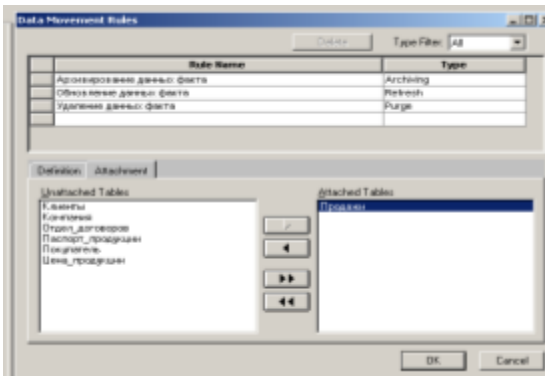 Data Movement Rules
Delete
Type Filter: All
Rule Name Type
Архивирование данных факта Archiving
Обновление данных факта Refresh
Удаление данных факта Purge
Definition Attachment
Unattached Tables
Клиенты
Компания
Отдел_договоров
Паспорт_продукции
Покупатель
Цена_продукции
Attached Tables
Продажи
OK Cancel